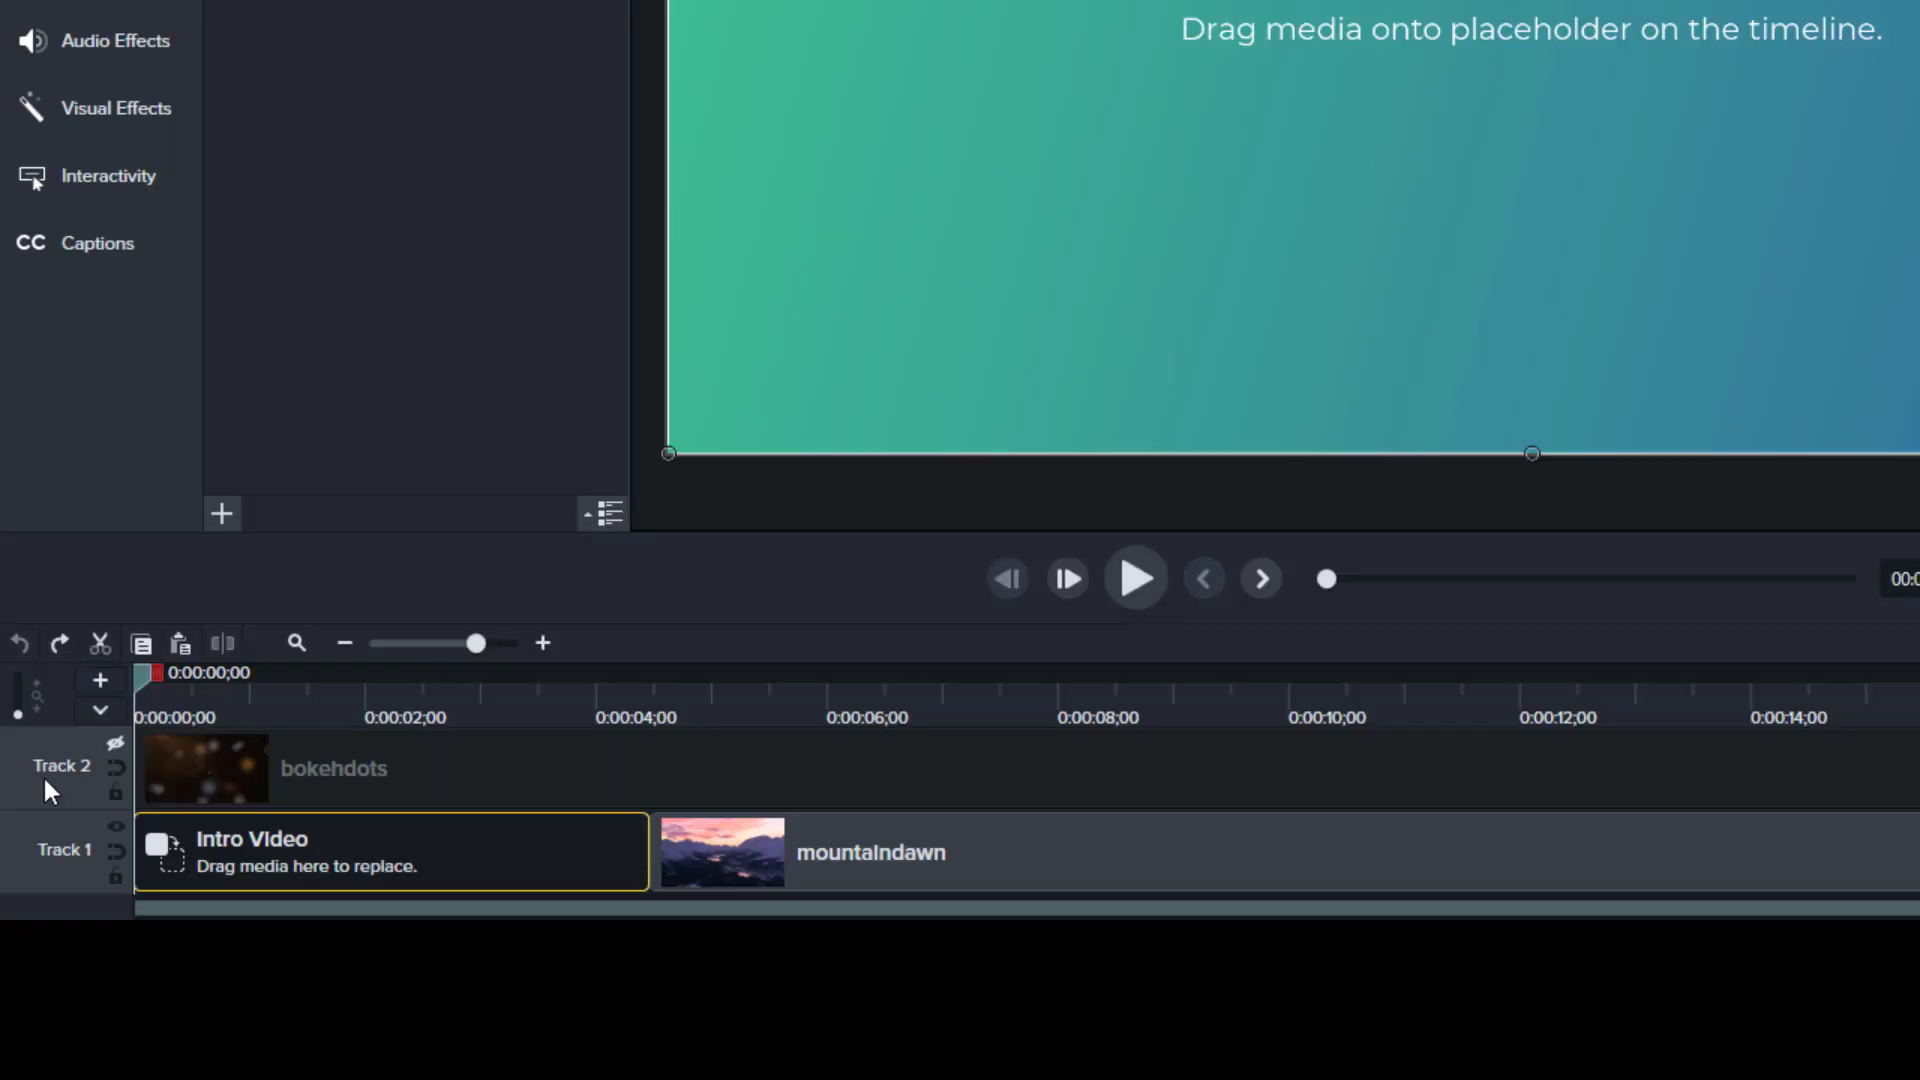 Audio Effects
Visual Effects
Interactivity
CC Captions
Drag media onto placeholder on the timeline.
00:0
0:00:00;00
0:00:00;00 0:00:02;00 0:00:04;00 0:00:06;00 0:00:08;00 0:00:10;00 0:00:12;00 0:00:14;00
Track 2
bokehdots
Track 1
Intro Video
Drag media here to replace.
mountaindawn